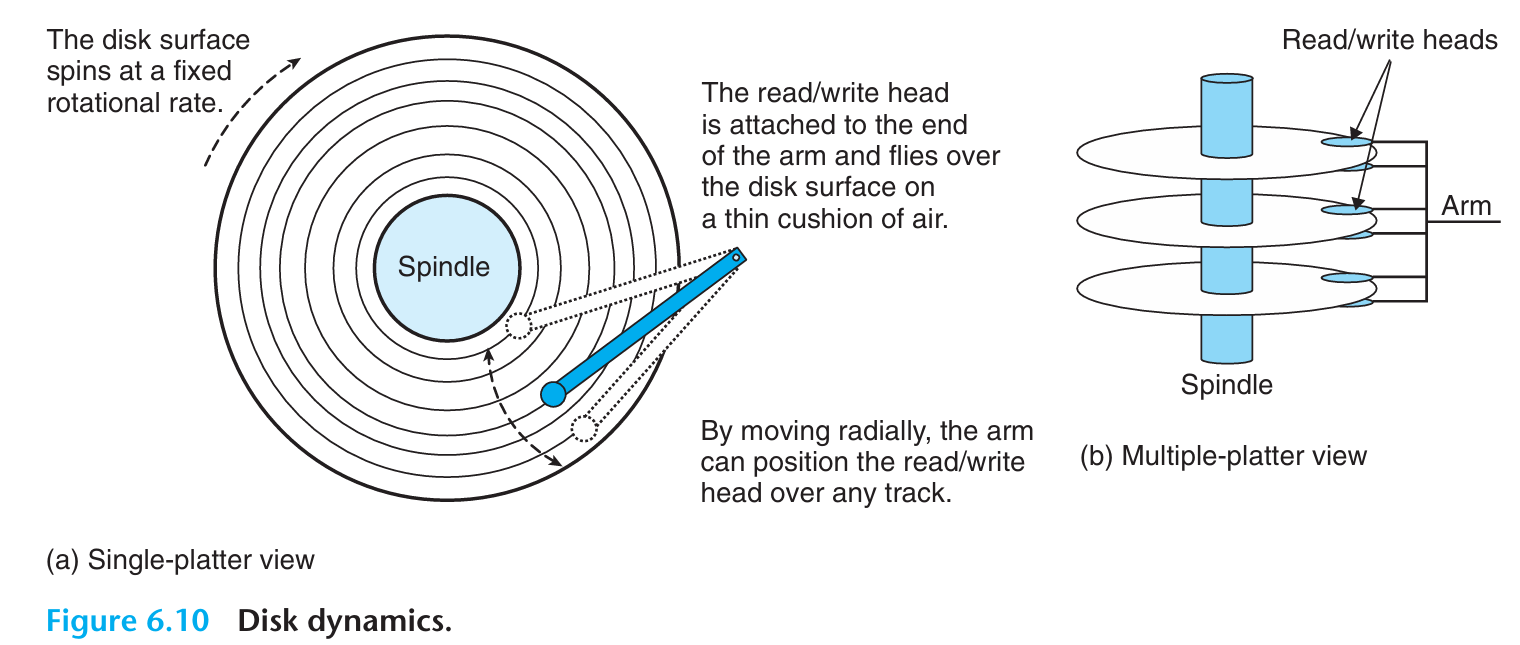 The disk surface
spins at a fixed
rotational rate.
Spindle
The read/write head
is attached to the end
of the arm and flies over
the disk surface on
a thin cushion of air.
By moving radially, the arm
can position the read/write
head over any track.
(a) Single-platter view
Read/write heads
Arm
Spindle
(b) Multiple-platter view
Figure 6.10 Disk dynamics.